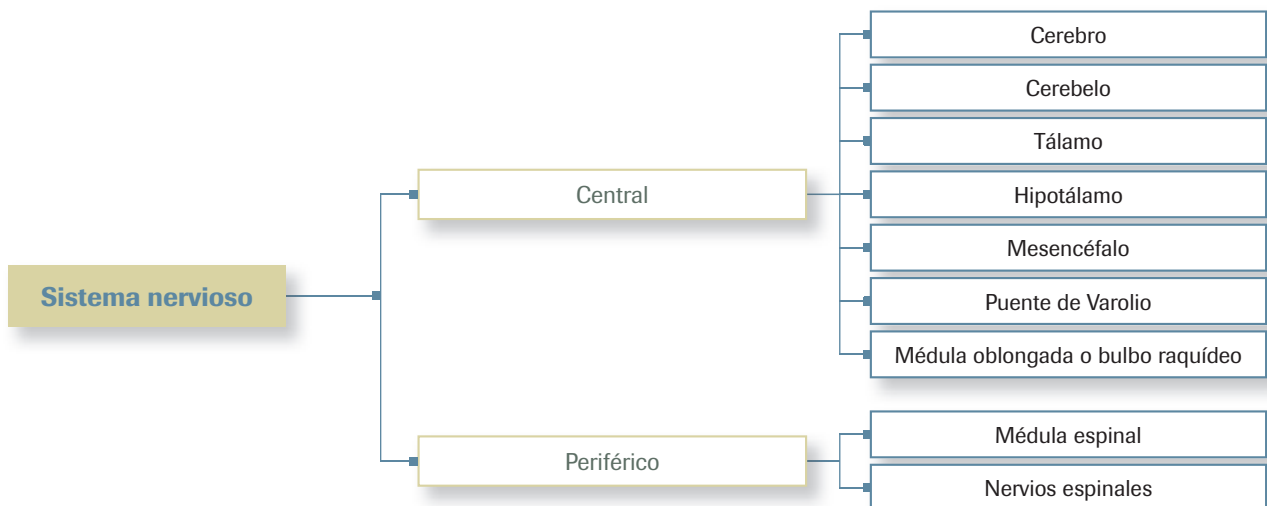 Sistema nervioso
Central
Cerebro
Cerebelo
Tálamo
Hipotálamo
Mesencéfalo
Puente de Varolio
Médula oblongada o bulbo raquídeo
Periférico
Médula espinal
Nervios espinales